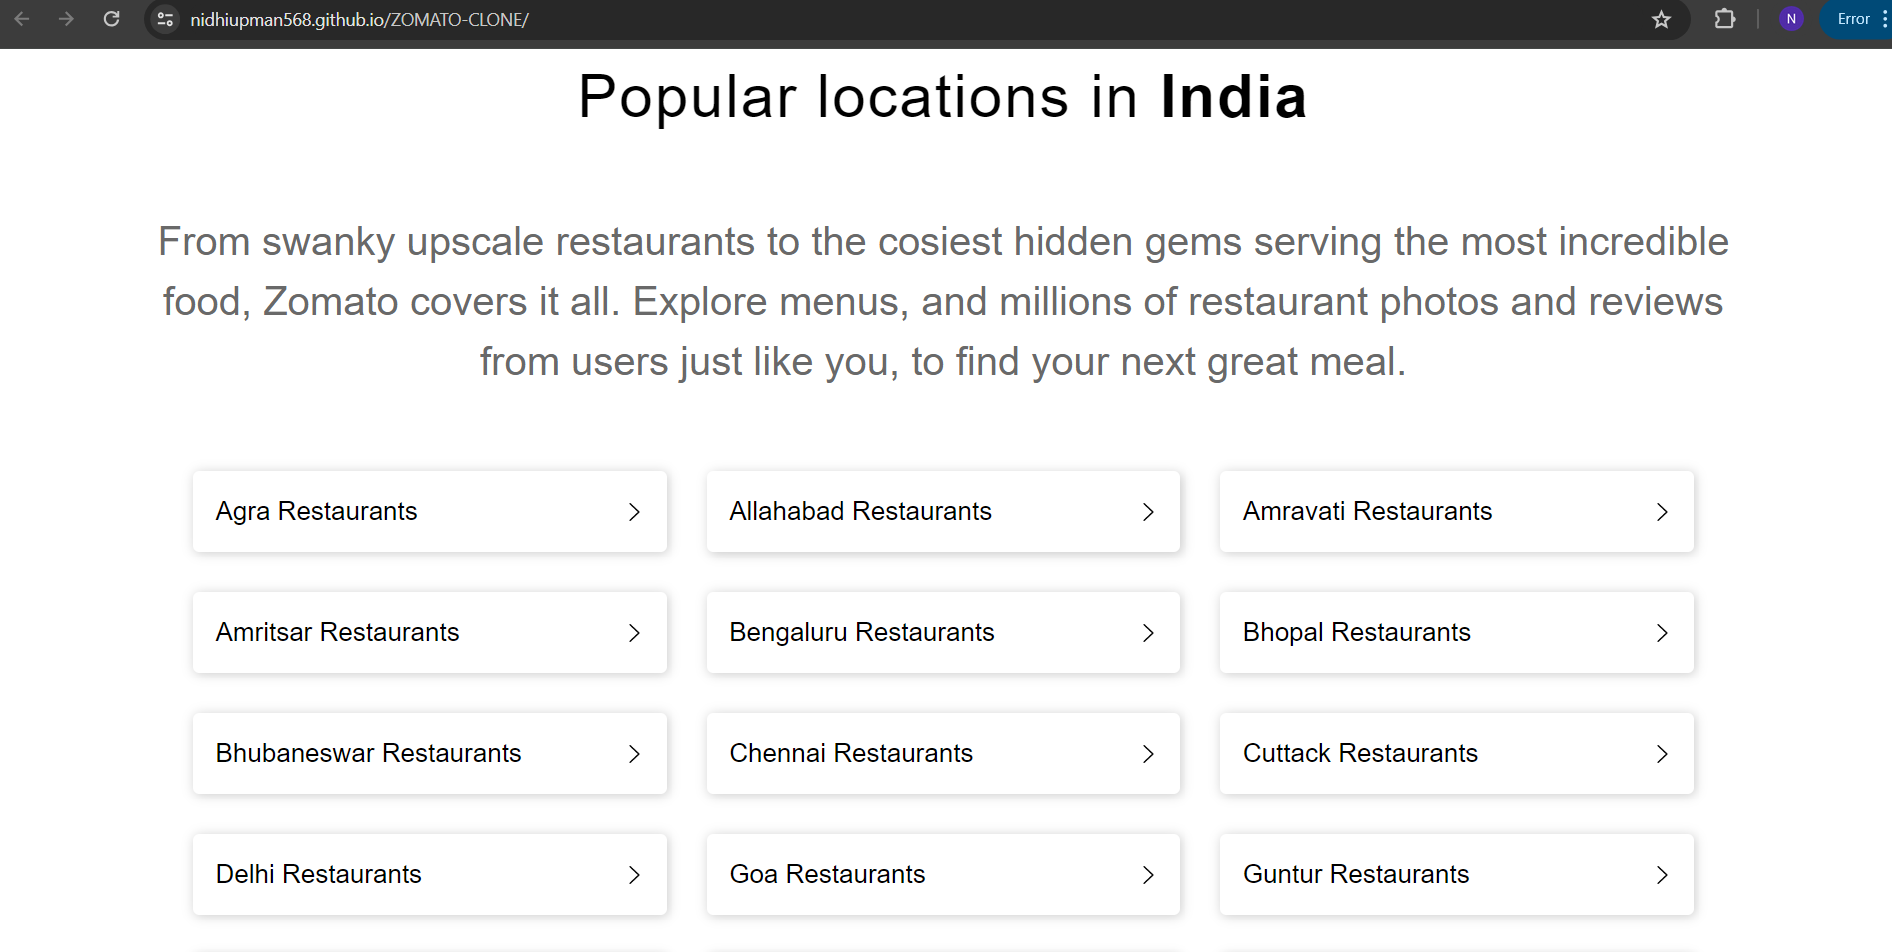 nidhiupman568.github.io/ZOMATO-CLONE/
N
Error
Popular locations in India
From swanky upscale restaurants to the cosiest hidden gems serving the most incredible
food, Zomato covers it all. Explore menus, and millions of restaurant photos and reviews
from users just like you, to find your next great meal.
Agra Restaurants
Allahabad Restaurants
Amravati Restaurants
Amritsar Restaurants
Bengaluru Restaurants
Bhopal Restaurants
Bhubaneswar Restaurants
Chennai Restaurants
Cuttack Restaurants
Delhi Restaurants
Goa Restaurants
Guntur Restaurants